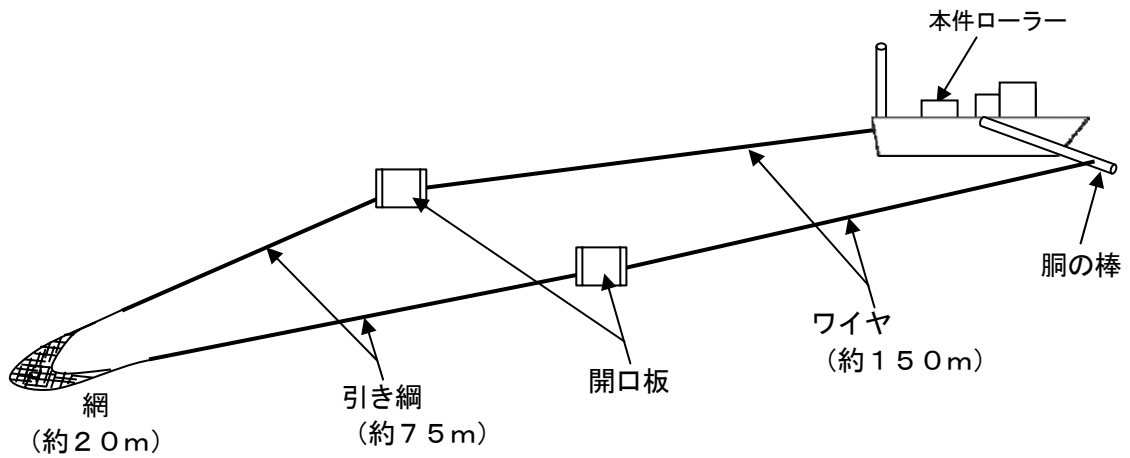 本件ローラー
胴の棒
ワイヤ
（約１５０ｍ）
開口板
引き綱
（約７５ｍ）
網
（約２０ｍ）